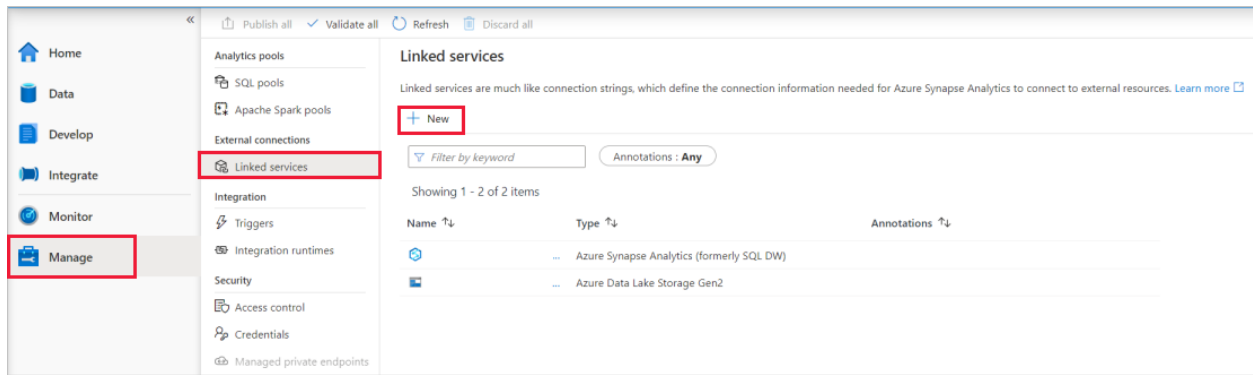 «
Publish all Validate all Refresh Discard all
Home
Data
Develop
Integrate
Monitor
Manage
Analytics pools
SQL pools
Apache Spark pools
External connections
Linked services
Integration
Triggers
Integration runtimes
Security
Access control
Credentials
Managed private endpoints
Linked services
Linked services are much like connection strings, which define the connection information needed for Azure Synapse Analytics to connect to external resources. Learn more
+ New
Filter by keyword Annotations : Any
Showing 1 - 2 of 2 items
Name ↑↓ Type ↑↓ Annotations ↑↓
... Azure Synapse Analytics (formerly SQL DW)
... Azure Data Lake Storage Gen2